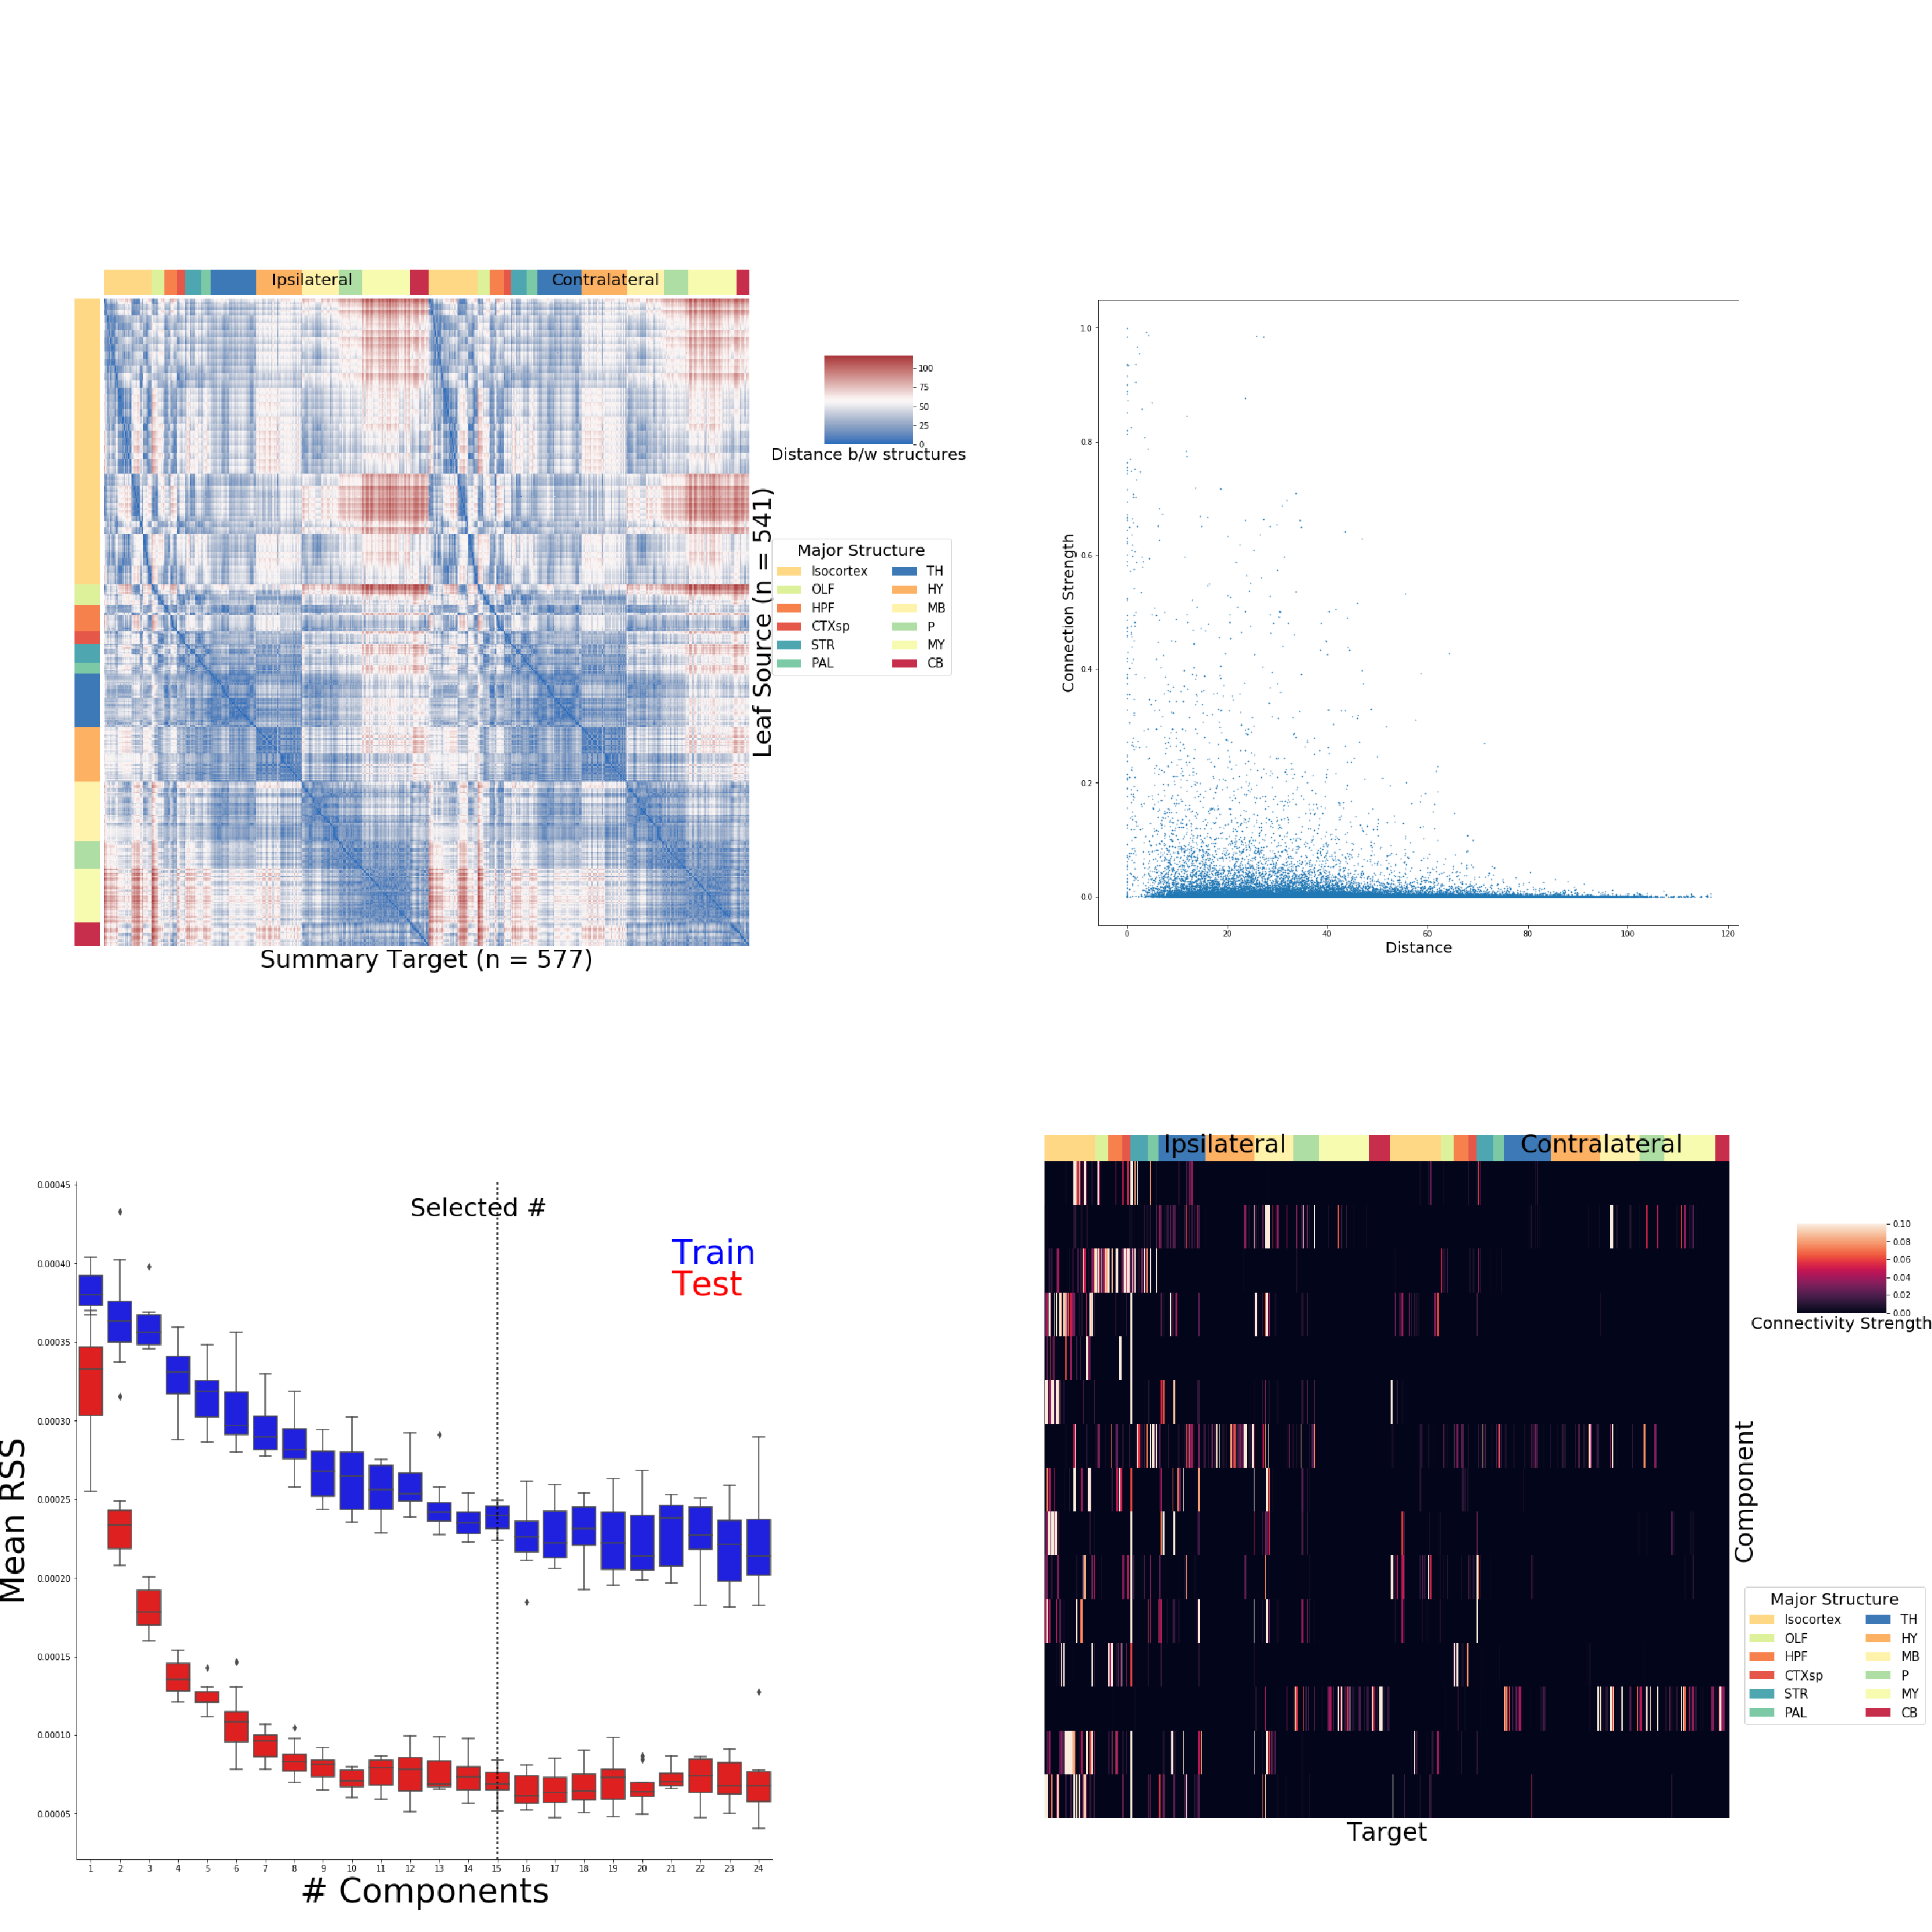 Ipsilateral Contralateral
100
75
50
25
0
Distance b/w structures
Leaf Source (n = 541)
Major Structure
Isocortex TH
OLF HY
HPF MB
CTXsp P
STR MY
PAL CB
Summary Target (n = 577)
1.0
0.8
0.6
0.4
0.2
0.0
Connection Strength
0 20 40 60 80 100 120
Distance
0.00045
0.00040
0.00035
0.00030
0.00025
0.00020
0.00015
0.00010
0.00005
Mean RSS
Selected #
Train
Test
1 2 3 4 5 6 7 8 9 10 11 12 13 14 15 16 17 18 19 20 21 22 23 24
# Components
Ipsilateral Contralateral
0.10
0.08
0.06
0.04
0.02
0.00
Connectivity Strength
Component
Major Structure
Isocortex TH
OLF HY
HPF MB
CTXsp P
STR MY
PAL CB
Target